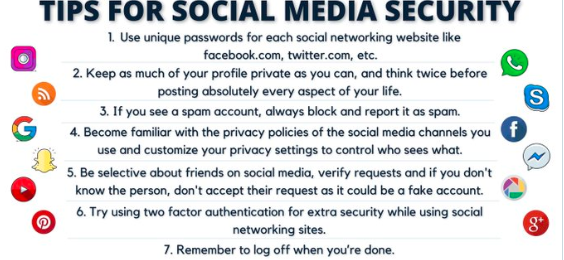 TIPS FOR SOCIAL MEDIA SECURITY
1. Use unique passwords for each social networking website like
facebook.com, twitter.com, etc.
2. Keep as much of your profile private as you can, and think twice before
posting absolutely every aspect of your life.
3. If you see a spam account, always block and report it as spam.
4. Become familiar with the privacy policies of the social media channels you
use and customize your privacy settings to control who sees what.
5. Be selective about friends on social media, verify requests and if you don't
know the person, don't accept their request as it could be a fake account.
6. Try using two factor authentication for extra security while using social
networking sites.
7. Remember to log off when you're done.